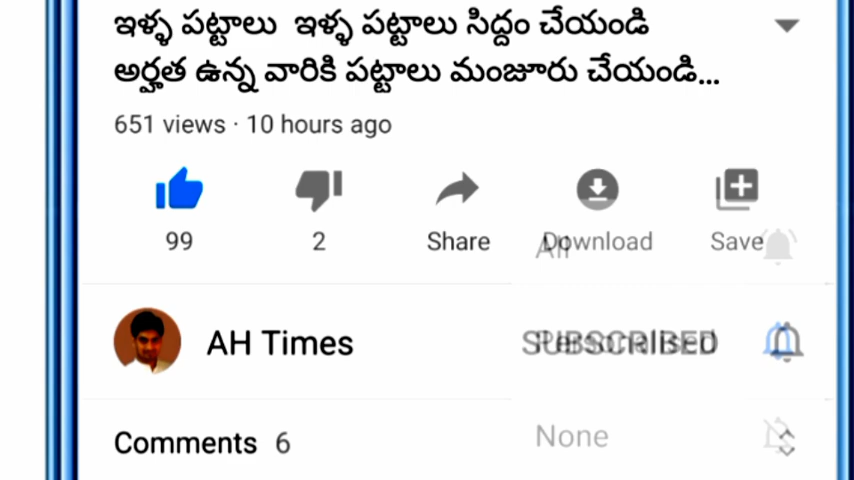 ఇళ్ళ పట్టాలు ఇళ్ళ పట్టాలు సిద్దం చేయండి
అర్హత ఉన్న వారికి పట్టాలు మంజూరు చేయండి...
651 views · 10 hours ago
99 2 Share Download Save
All
AH Times SUBSCRIBED
Personalised
Comments 6 None